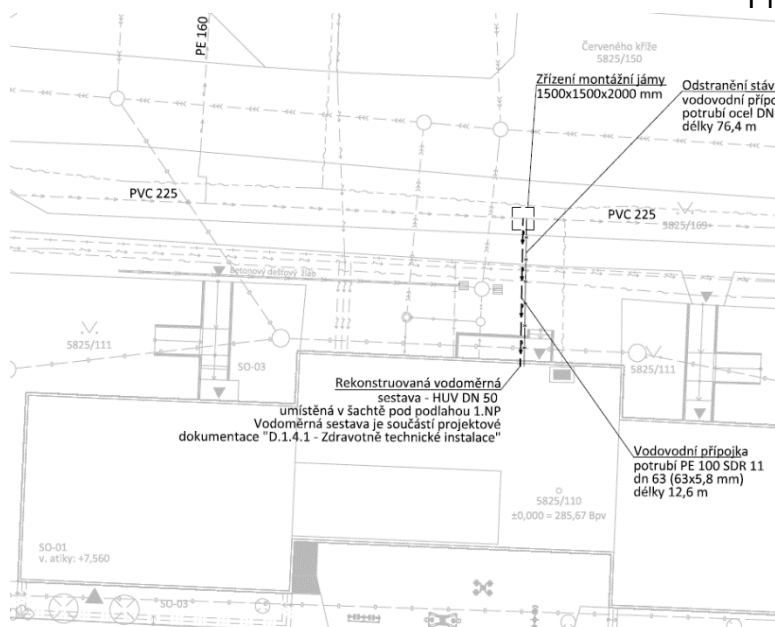 PE 160
Červeného kříže
5825/150
Zřízení montážní jámy
1500x1500x2000 mm
Odstranění
vodovodní
potrubí ocel DN
délky 76,4 m
PVC 225
PVC 225
5825/169
Betonový dešťový žlab
5825/111
SO-03
5825/111
Rekonstruovaná vodoměrná
sestava - HUV DN 50
umístěná v šachtě pod podlahou 1.NP
Vodoměrná sestava je součástí projektové
dokumentace "D.1.4.1 - Zdravotně technické instalace"
Vodovodní přípojka
potrubí PE 100 SDR 11
dn 63 (63x5,8 mm)
délky 12,6 m
5825/110
±0,000 = 285,67 Bpv
SO-01
v. atiky: +7,560
SO-03